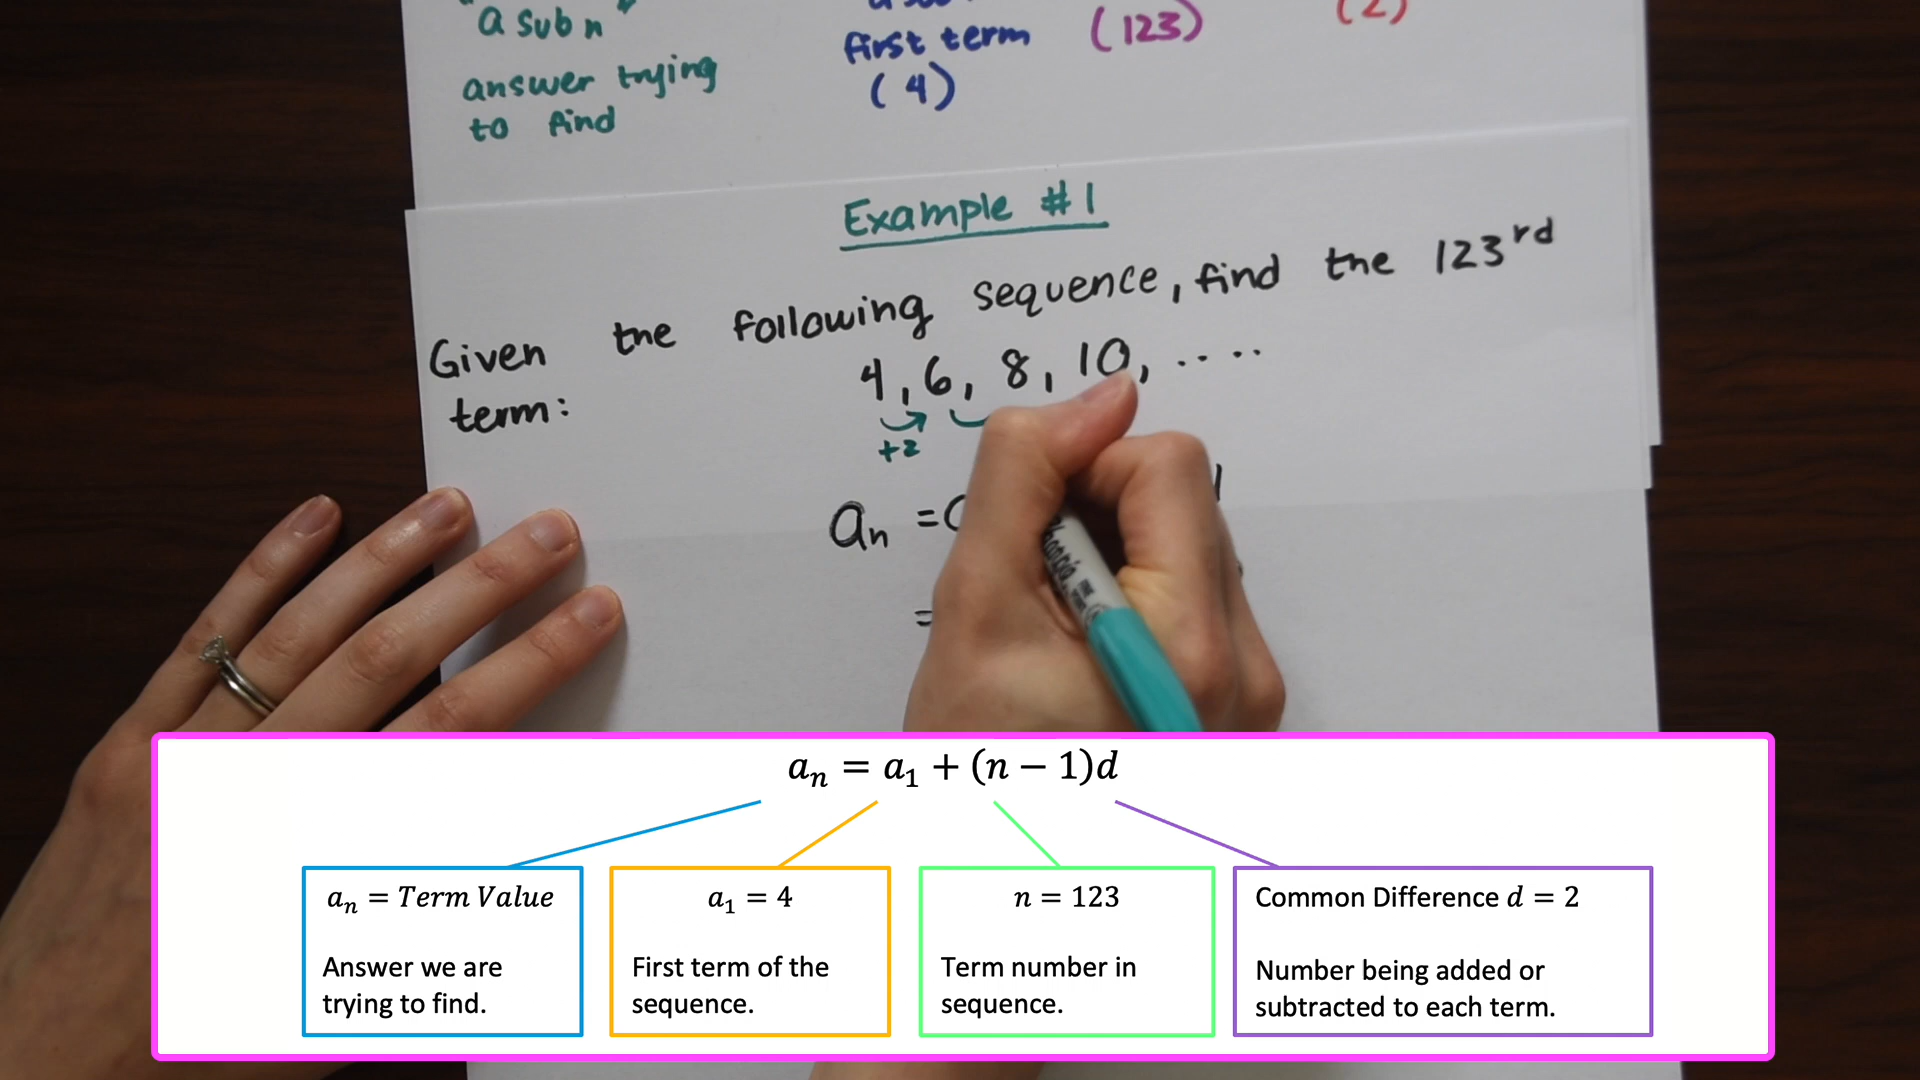 "a sub n"
first term (123) (2)
answer trying
(4)
to find
Example #1
Given the following sequence, find the 123rd
term:
4, 6, 8, 10, ....
+2
an =
=
aₙ = a₁ + (n − 1)d
aₙ = Term Value
Answer we are
trying to find.
a₁ = 4
First term of the
sequence.
n = 123
Term number in
sequence.
Common Difference d = 2
Number being added or
subtracted to each term.